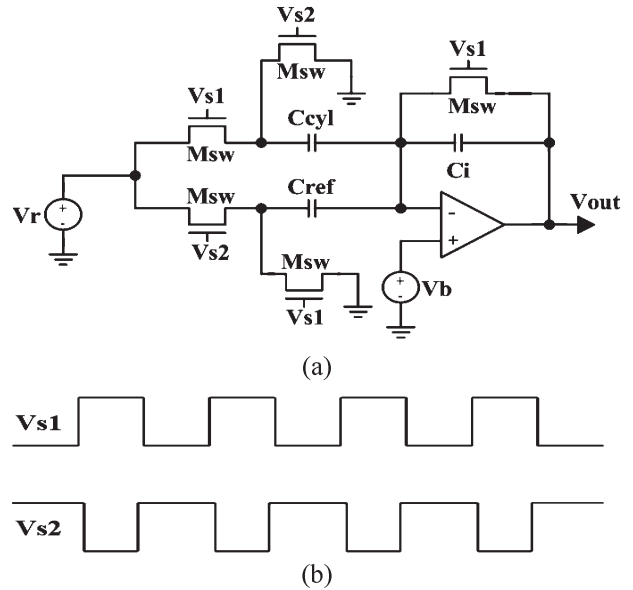 Vs2
Msw
Vs1
Msw
Ccyl
Vs1
Msw
Ci
Vr
+
-
Msw
Vs2
Cref
Msw
Vs1
-
+
Vout
+
-
Vb
(a)
Vs1
Vs2
(b)